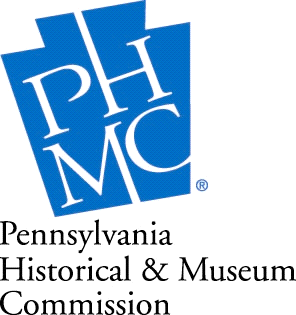 PH
MC®
Pennsylvania
Historical & Museum
Commission